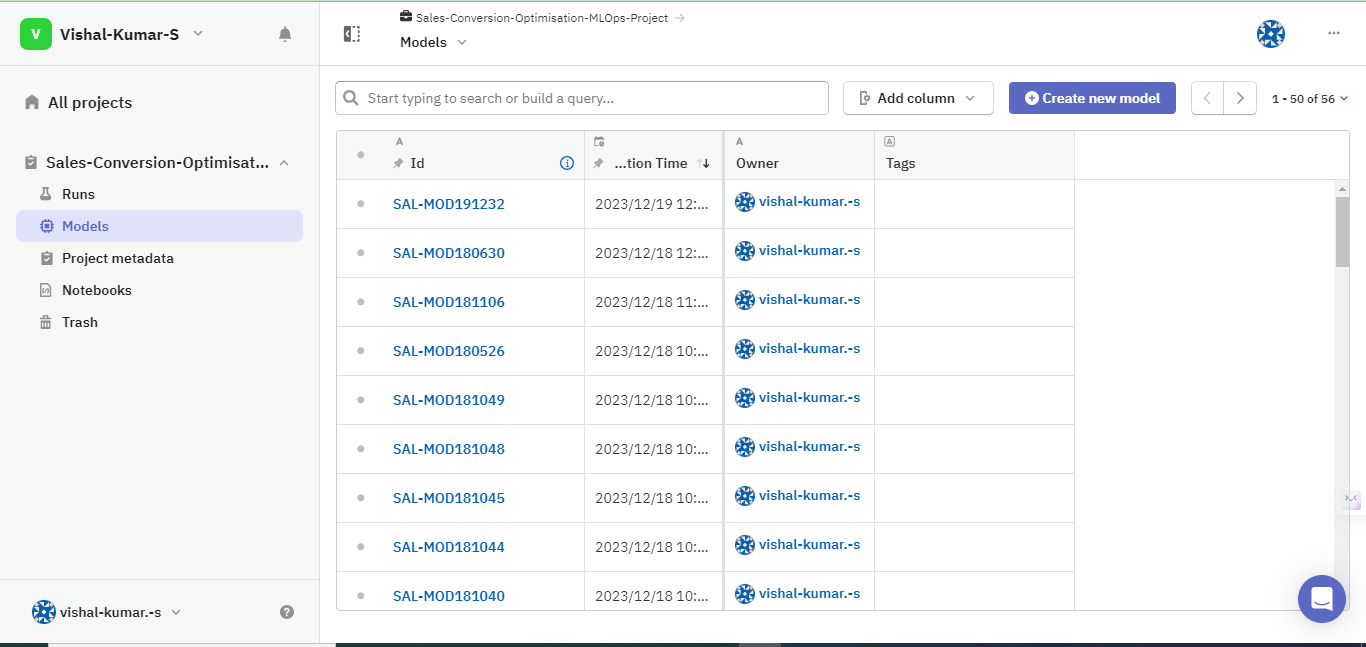 V Vishal-Kumar-S
Sales-Conversion-Optimisation-MLOps-Project
Models
All projects
Sales-Conversion-Optimisat...
Runs
Models
Project metadata
Notebooks
Trash
vishal-kumar.-s
Start typing to search or build a query...
Add column
Create new model
1 - 50 of 56
A
A
A
Id
...tion Time
Owner
Tags
SAL-MOD191232 2023/12/19 12:... vishal-kumar.-s
SAL-MOD180630 2023/12/18 12:... vishal-kumar.-s
SAL-MOD181106 2023/12/18 11:... vishal-kumar.-s
SAL-MOD180526 2023/12/18 10:... vishal-kumar.-s
SAL-MOD181049 2023/12/18 10:... vishal-kumar.-s
SAL-MOD181048 2023/12/18 10:... vishal-kumar.-s
SAL-MOD181045 2023/12/18 10:... vishal-kumar.-s
SAL-MOD181044 2023/12/18 10:... vishal-kumar.-s
SAL-MOD181040 2023/12/18 10:... vishal-kumar.-s